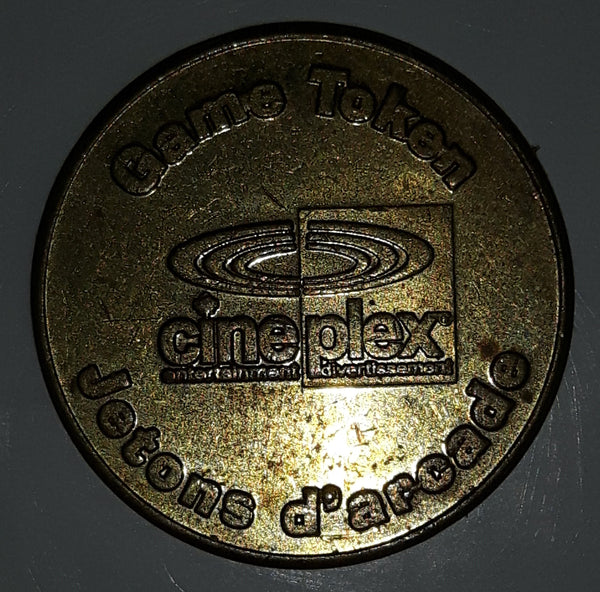 Game Token
cineplex®
entertainment divertissement
Jetons d'arcade